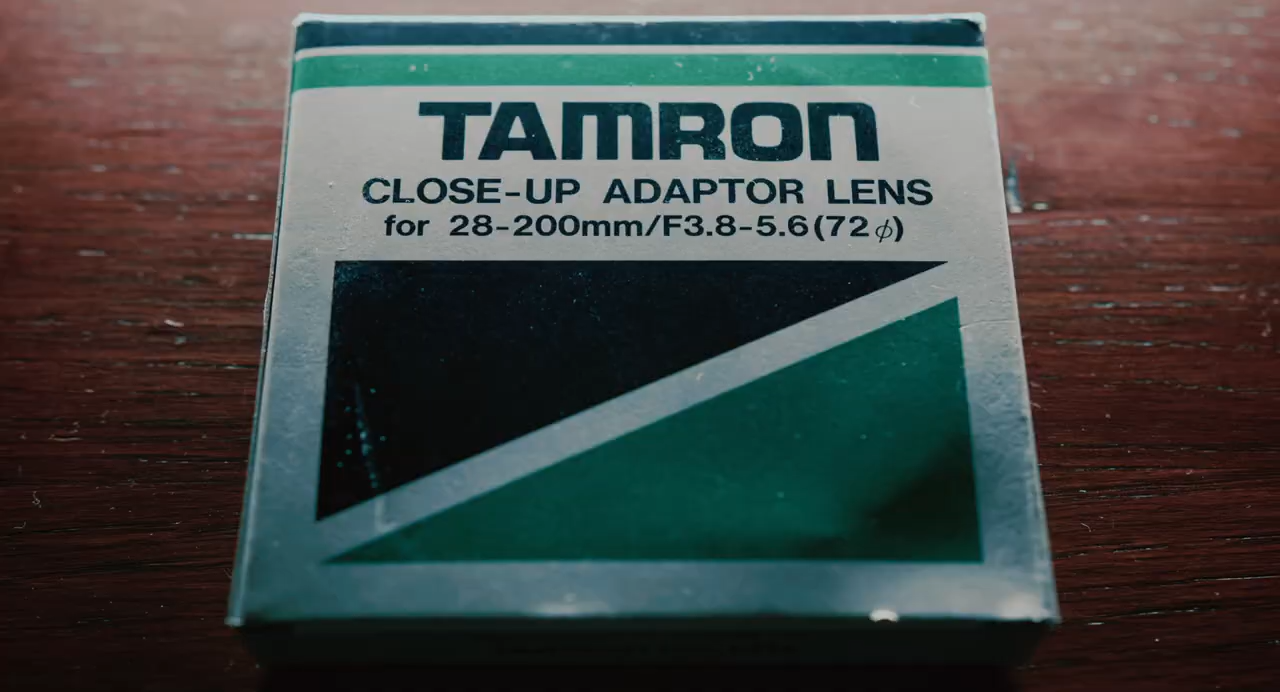 TAMRON
CLOSE-UP ADAPTOR LENS
for 28-200mm/F3.8-5.6(72ϕ)